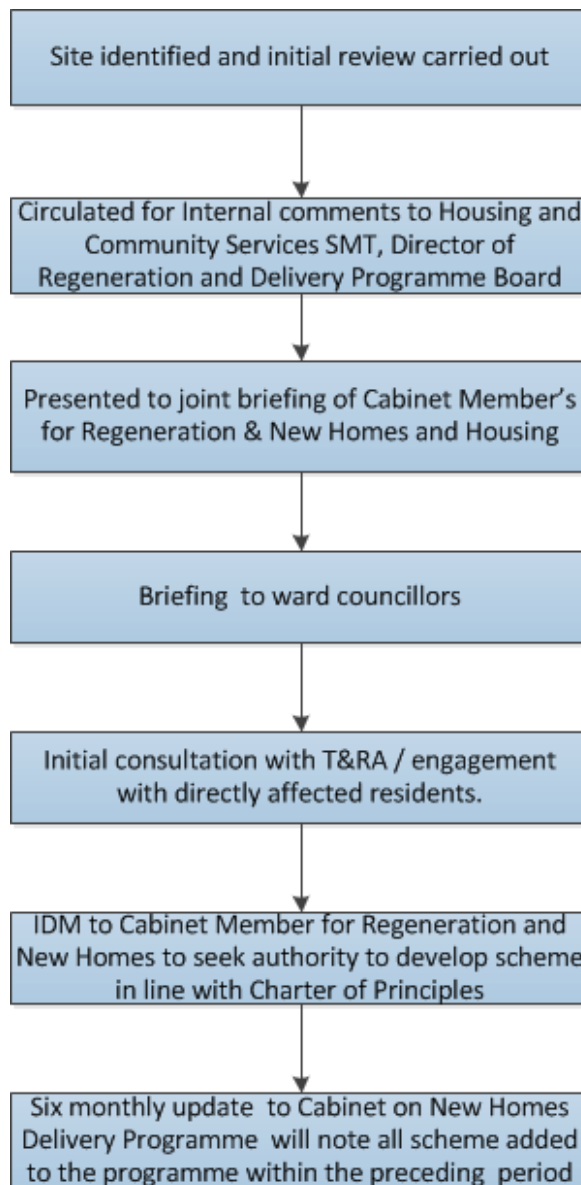 Site identified and initial review carried out
Circulated for Internal comments to Housing and
Community Services SMT, Director of
Regeneration and Delivery Programme Board
Presented to joint briefing of Cabinet Member’s
for Regeneration & New Homes and Housing
Briefing  to ward councillors
Initial consultation with T&RA / engagement
with directly affected residents.
IDM to Cabinet Member for Regeneration and
New Homes to seek authority to develop scheme
in line with Charter of Principles
Six monthly update  to Cabinet on New Homes
Delivery Programme  will note all scheme added
to the programme within the preceding  period